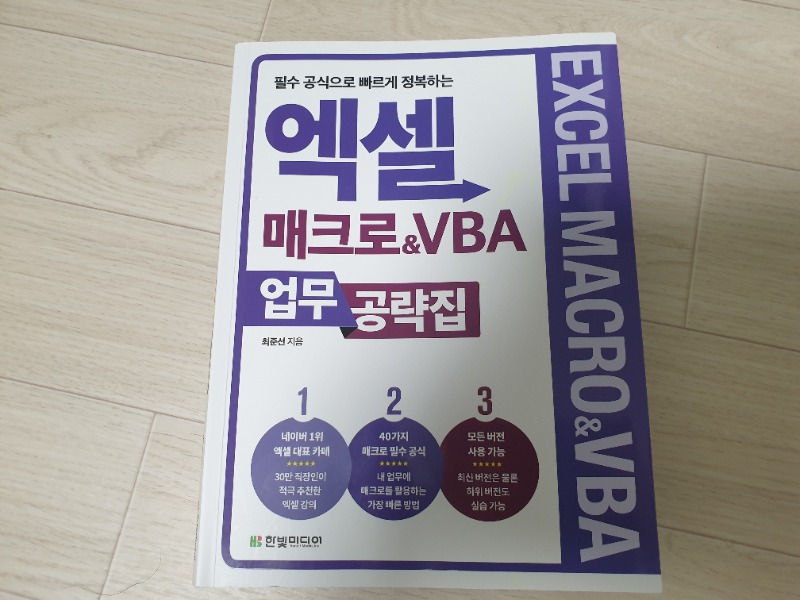 필수 공식으로 빠르게 정복하는
엑셀
매크로&VBA
업무
공략집
최준선 지음
1
네이버 1위
엑셀 대표 카페
★★★★★
30만 직장인이
적극 추천한
엑셀 강의
2
40가지
매크로 필수 공식
★★★★★
내 업무에
매크로를 활용하는
가장 빠른 방법
3
모든 버전
사용 가능
★★★★★
최신 버전은 물론
하위 버전도
실습 가능
한빛미디어
EXCEL MACRO&VBA